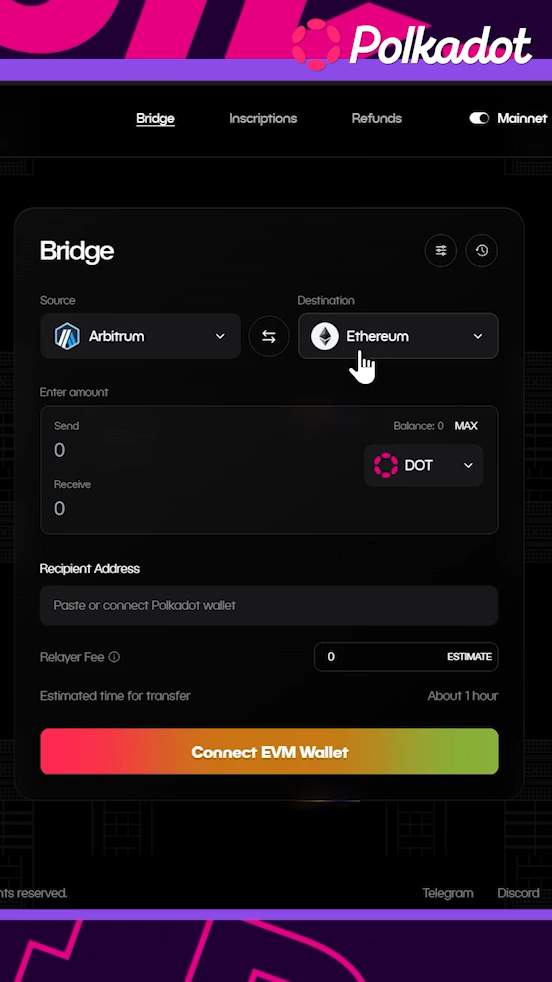 Polkadot
Bridge Inscriptions Refunds Mainnet
Bridge
Source Destination
Arbitrum Ethereum
Enter amount
Send Balance: 0 MAX
0
DOT
Receive
0
Recipient Address
Paste or connect Polkadot wallet
Relayer Fee 0 ESTIMATE
Estimated time for transfer About 1 hour
Connect EVM Wallet
nts reserved. Telegram Discord